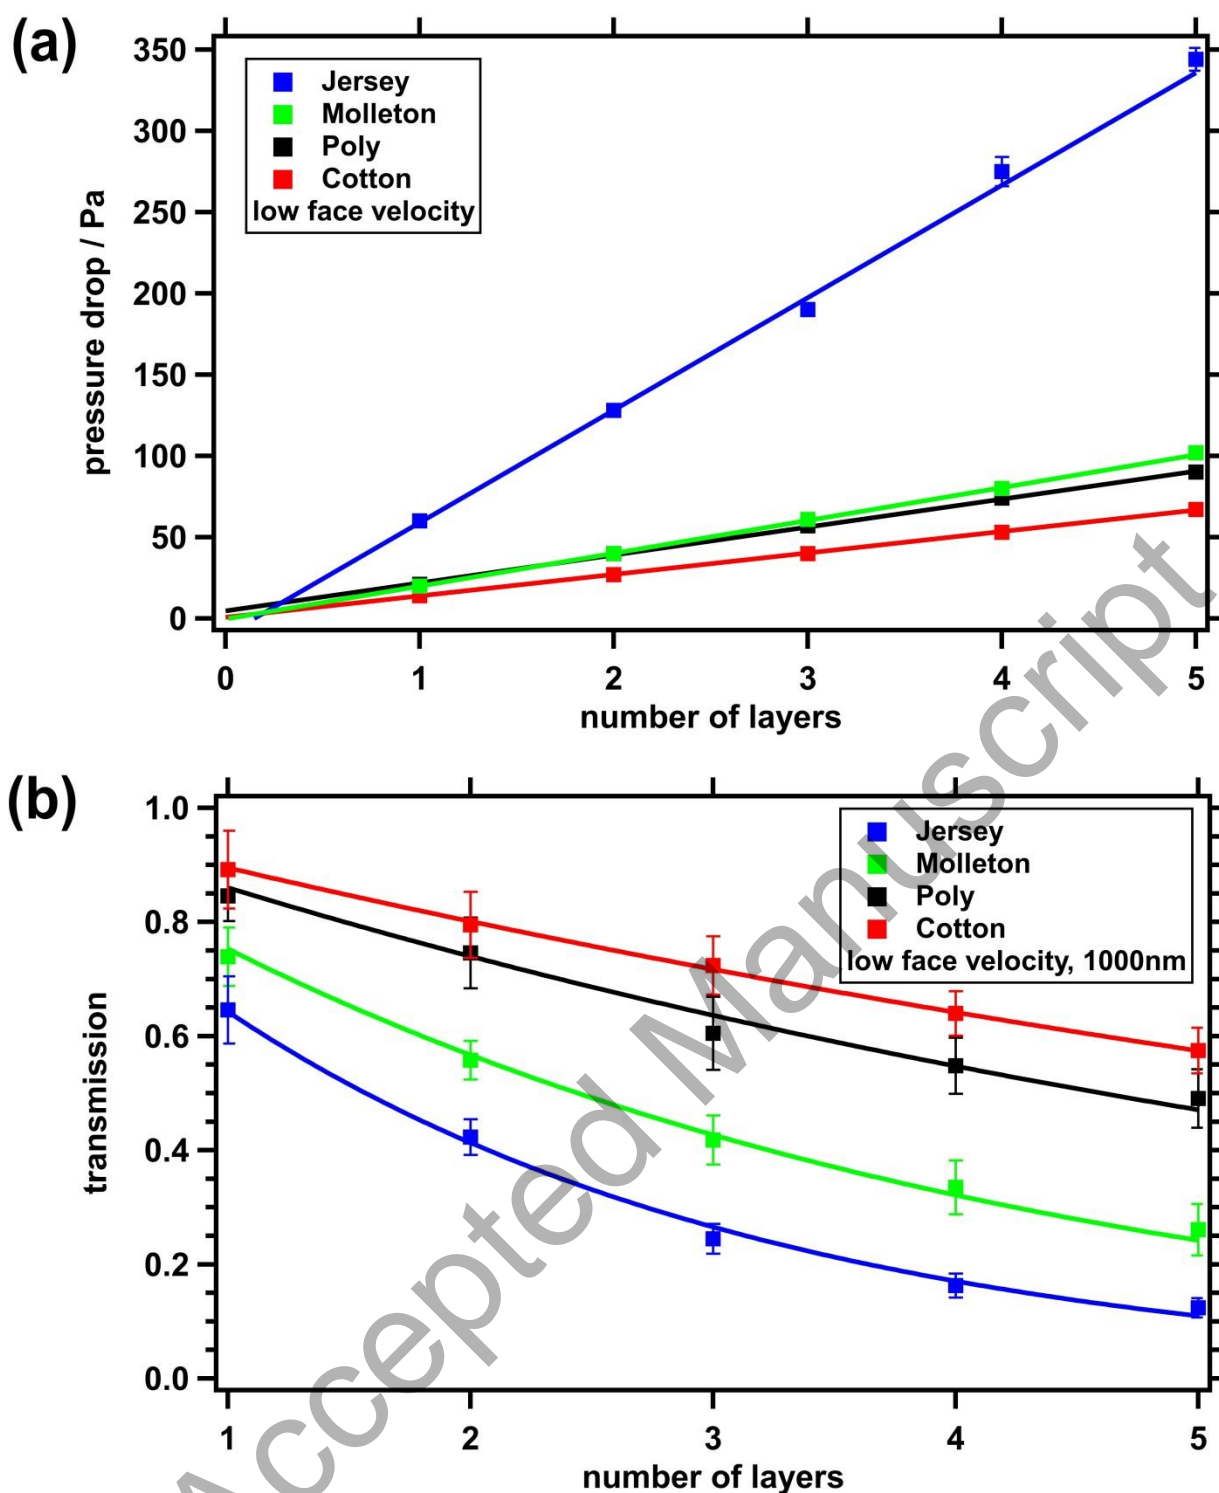 (a)
350
300
250
200
150
100
50
0
pressure drop / Pa
Jersey
Molleton
Poly
Cotton
low face velocity
0 1 2 3 4 5
number of layers
(b)
1.0
0.8
0.6
0.4
0.2
0.0
transmission
Jersey
Molleton
Poly
Cotton
low face velocity, 1000nm
1 2 3 4 5
number of layers
Accepted Manuscript